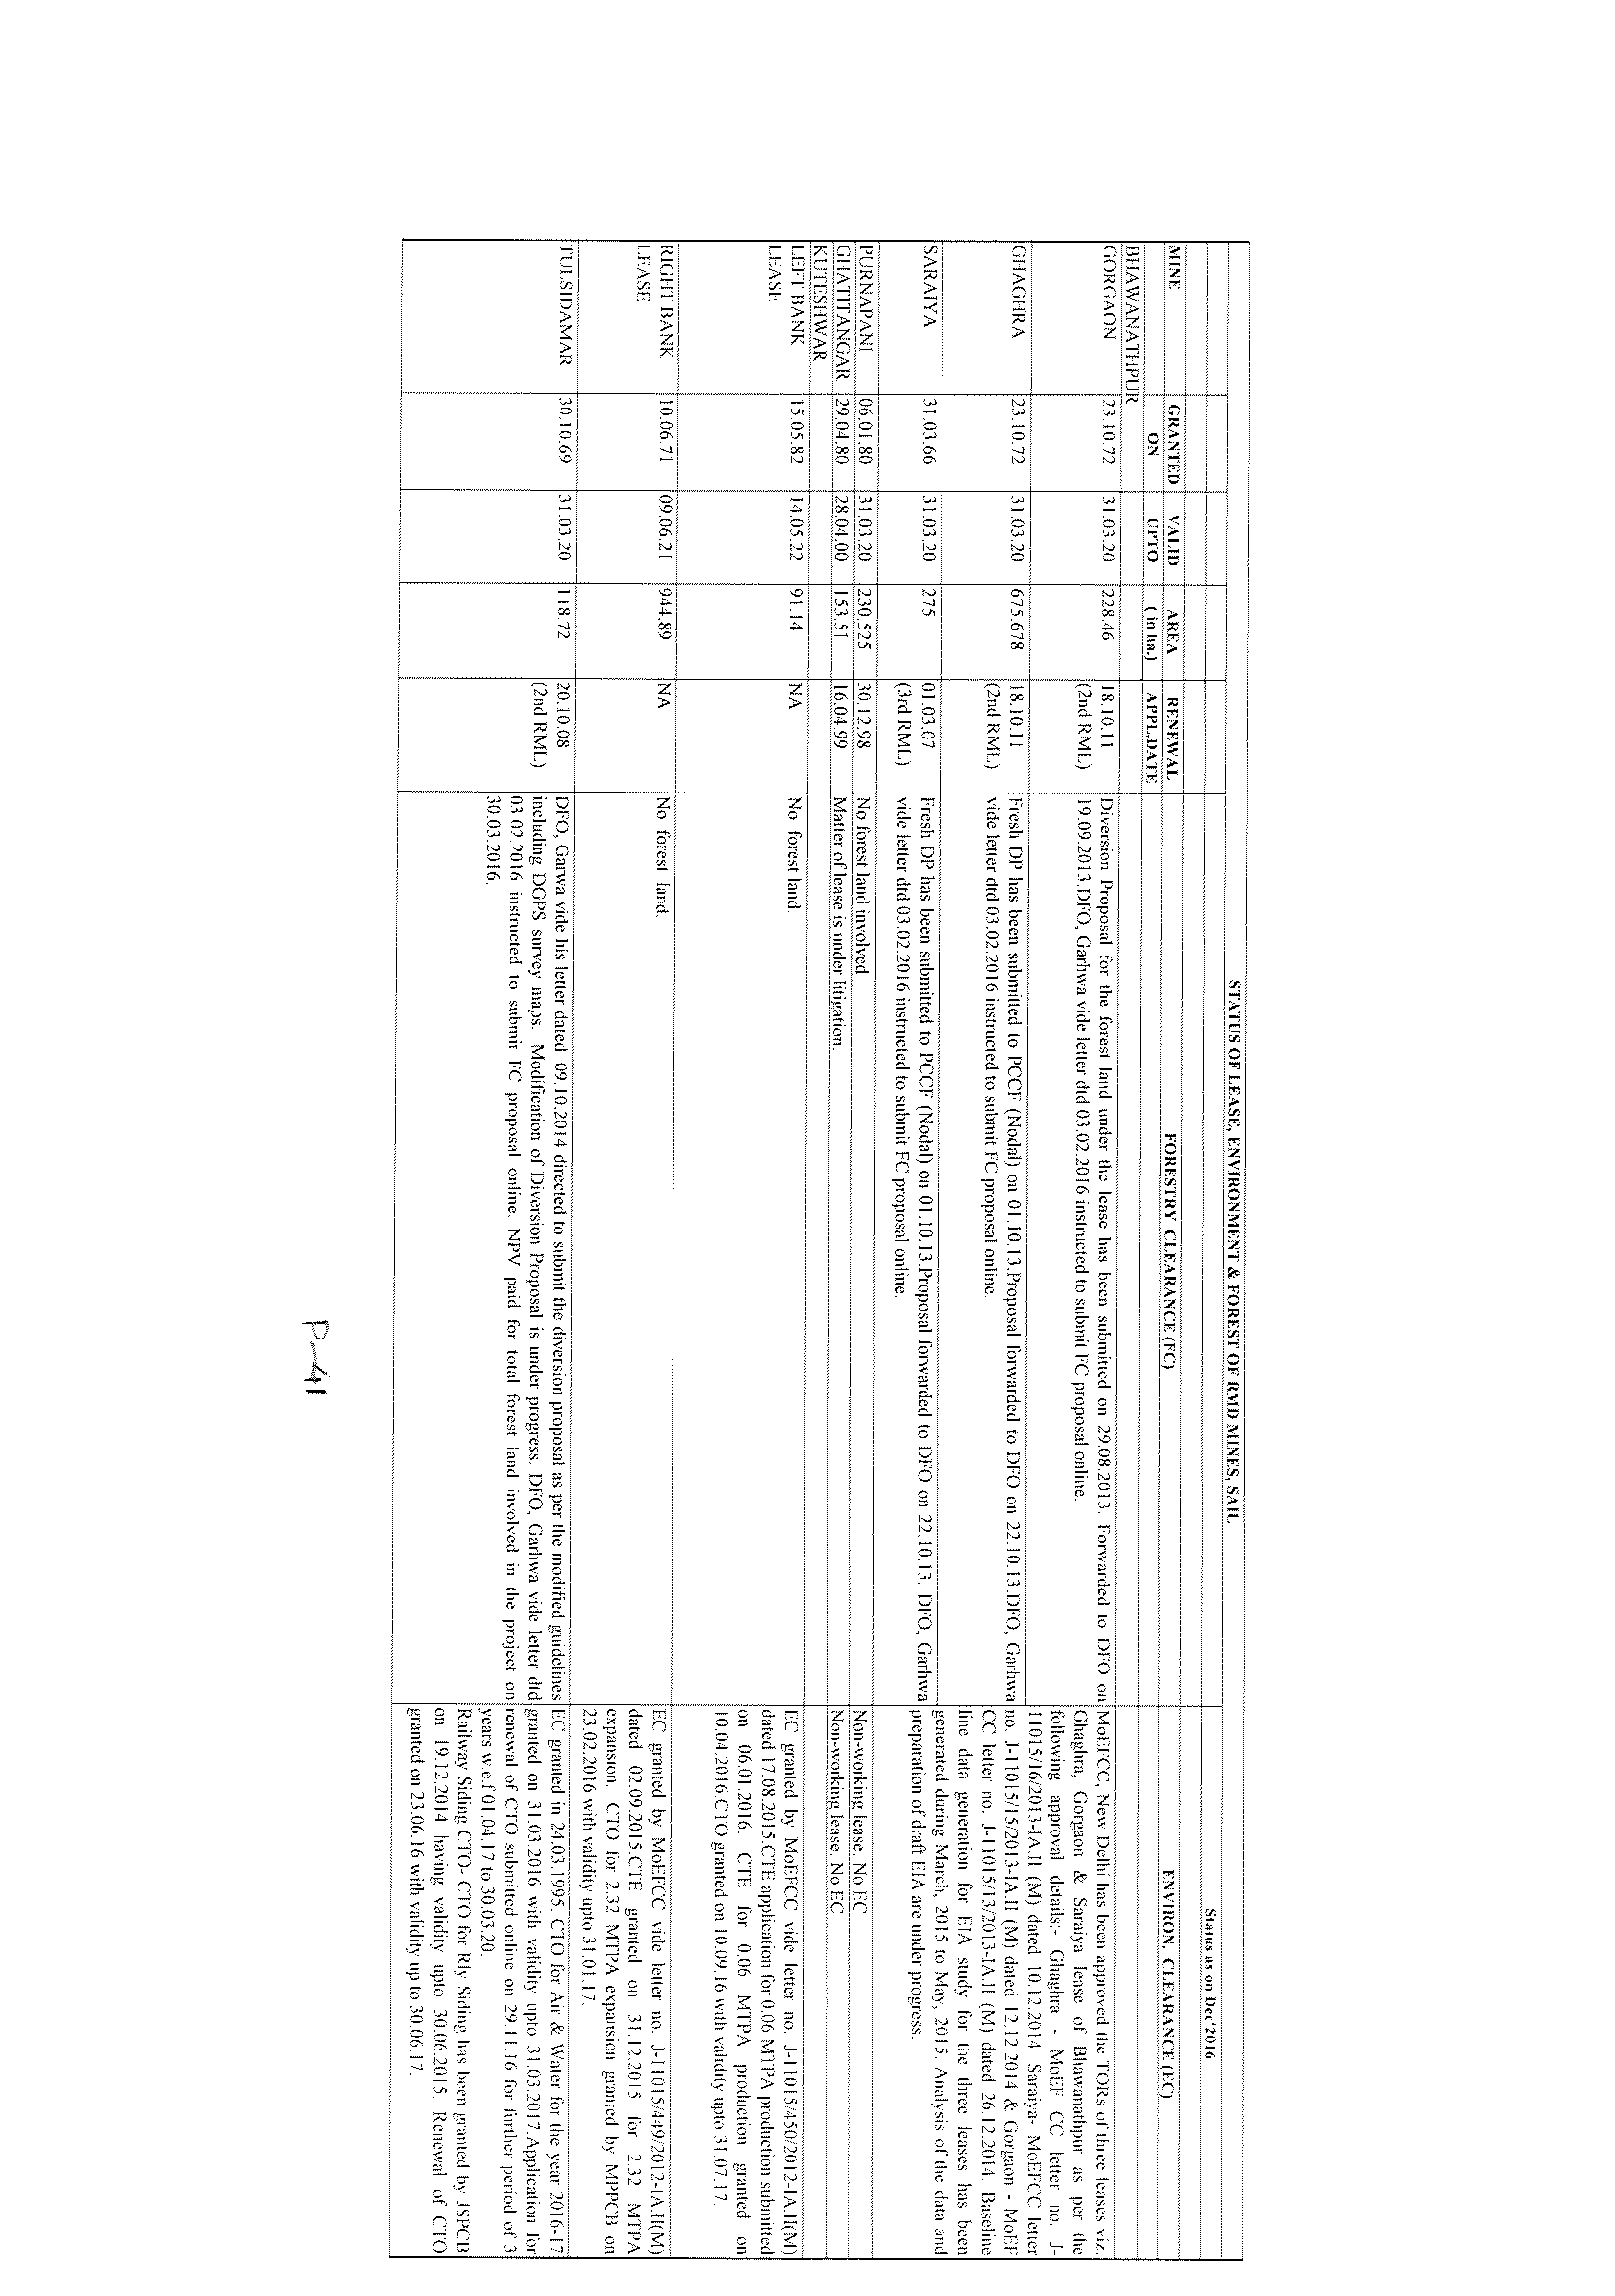 STATUS OF LEASE, ENVIRONMENT & FOREST OF RMD MINES, SAIL
Status as on Dec'2016
MINE GRANTED ON VALID UPTO AREA ( in ha.) RENEWAL APPL.DATE FORESTRY CLEARANCE (FC) ENVIRON. CLEARANCE (EC)
BHAWANATHPUR
GORGAON 23.10.72 31.03.20 228.46 18.10.11 (2nd RML)
Diversion Proposal for the forest land under the lease has been submitted on 29.08.2013. Forwarded to DFO on
19.09.2013.DFO, Garhwa vide letter dtd 03.02.2016 instructed to submit FC proposal online.
GHAGHRA 23.10.72 31.03.20 675.678 18.10.11 (2nd RML)
Fresh DP has been submitted to PCCF (Nodal) on 01.10.13.Proposal forwarded to DFO on 22.10.13.DFO, Garhwa
vide letter dtd 03.02.2016 instructed to submit FC proposal online.
SARAIYA 31.03.66 31.03.20 275 01.03.07 (3rd RML)
Fresh DP has been submitted to PCCF (Nodal) on 01.10.13.Proposal forwarded to DFO on 22.10.13. DFO, Garhwa
vide letter dtd 03.02.2016 instructed to submit FC proposal online.
MoEFCC, New Delhi has been approved the TORs of three leases viz.
Ghaghra, Gorgaon & Saraiya lease of Bhawanathpur as per the
following approval details:- Ghaghra - MoEF CC letter no. J-
11015/16/2013-IA.II (M) dated 10.12.2014 Saraiya- MoEFCC letter
no. J-11015/15/2013-IA.II (M) dated 12.12.2014 & Gorgaon - MoEF
CC letter no. J-11015/13/2013-IA.II (M) dated 26.12.2014. Baseline
line data generation for EIA study for the three leases has been
generated during March, 2015 to May, 2015. Analysis of the data and
preparation of draft EIA are under progress.
PURNAPANI 06.01.80 31.03.20 230.525 30.12.98 No forest land involved Non-working lease. No EC
GHATITANGAR 29.04.80 28.04.00 153.51 16.04.99 Matter of lease is under litigation. Non-working lease. No EC
KUTESHWAR
LEFT BANK LEASE 15.05.82 14.05.22 91.14 NA No forest land.
EC granted by MoEFCC vide letter no. J-11015/450/2012-IA.II(M)
dated 17.08.2015.CTE application for 0.06 MTPA production submitted
on 06.01.2016. CTE for 0.06 MTPA production granted on
10.04.2016.CTO granted on 10.09.16 with validity upto 31.07.17.
RIGHT BANK LEASE 10.06.71 09.06.21 944.89 NA No forest land.
EC granted by MoEFCC vide letter no. J-11015/449/2012-IA.II(M)
dated 02.09.2015.CTE granted on 31.12.2015 for 2.32 MTPA
expansion. CTO for 2.32 MTPA expansion granted by MPPCB on
23.02.2016 with validity upto 31.01.17.
TULSIDAMAR 30.10.69 31.03.20 118.72 20.10.08 (2nd RML)
DFO, Garwa vide his letter dated 09.10.2014 directed to submit the diversion proposal as per the modified guidelines
including DGPS survey maps. Modification of Diversion Proposal is under progress. DFO, Garhwa vide letter dtd
03.02.2016 instructed to submit FC proposal online. NPV paid for total forest land involved in the project on
30.03.2016.
EC granted in 24.03.1995. CTO for Air & Water for the year 2016-17
granted on 31.03.2016 with validity upto 31.03.2017.Application for
renewal of CTO submitted online on 29.11.16 for further period of 3
years w.e.f 01.04.17 to 30.03.20.
Railway Siding CTO- CTO for Rly Siding has been granted by JSPCB
on 19.12.2014 having validity upto 30.06.2015. Renewal of CTO
granted on 23.06.16 with validity up to 30.06.17.
P-41